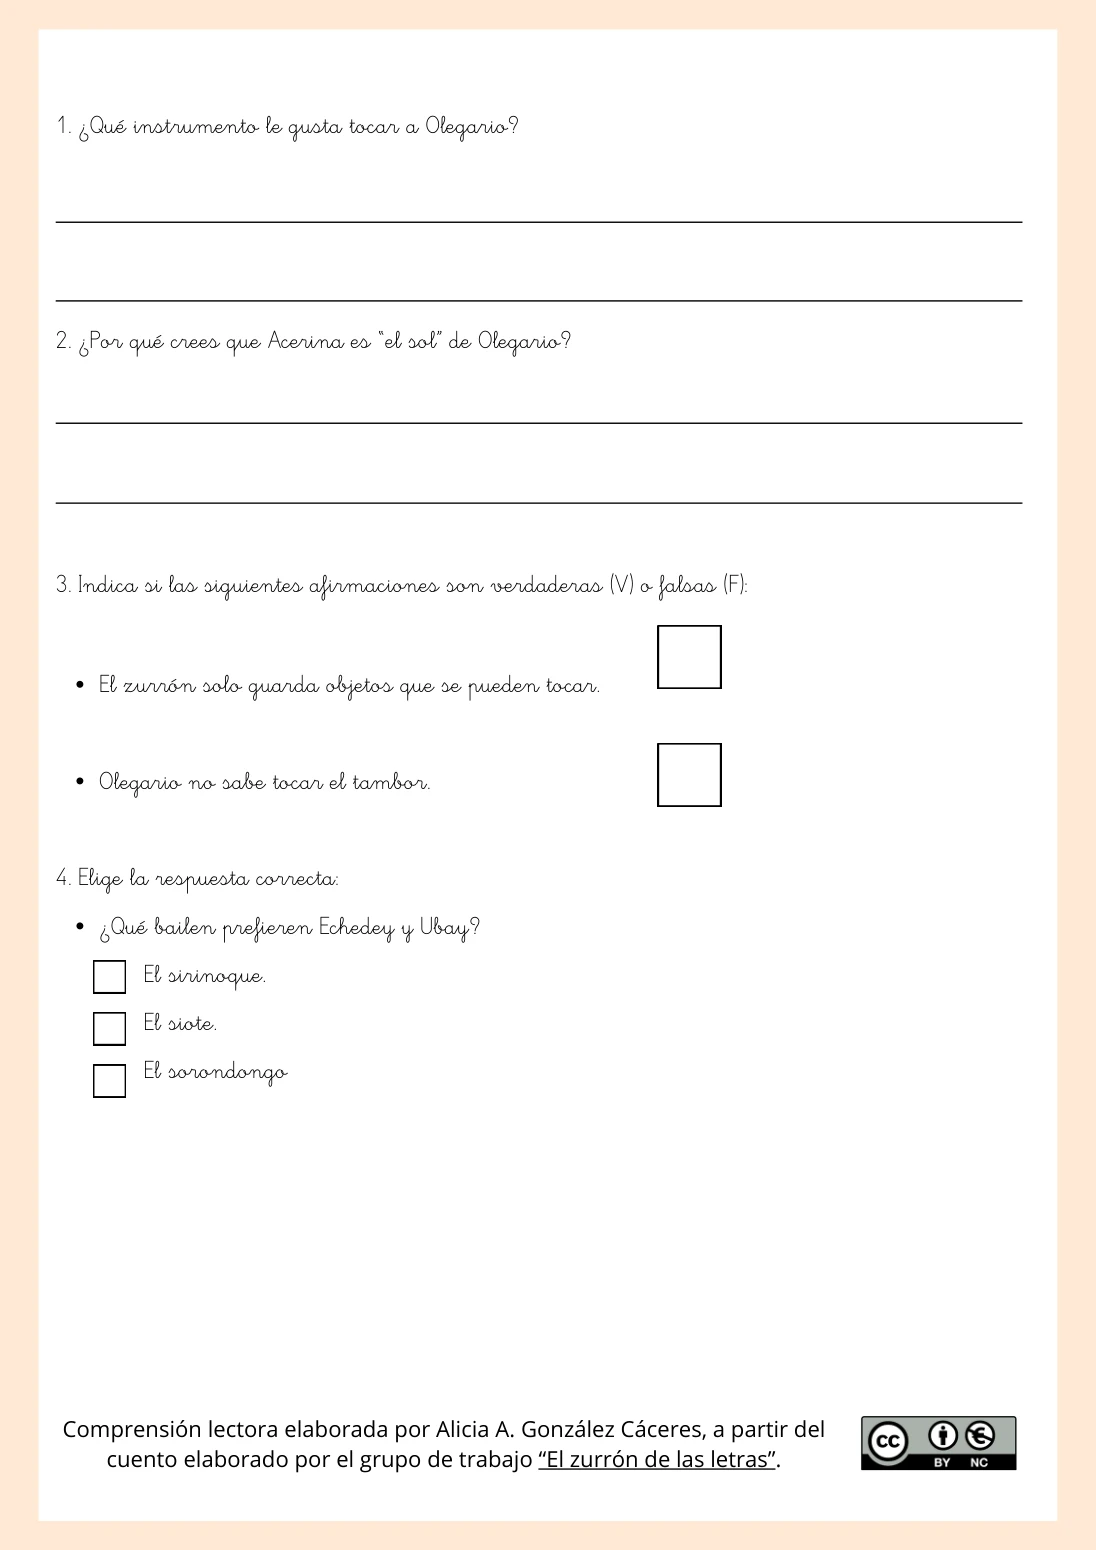 1. ¿Qué instrumento le gusta tocar a Olegario?
2. ¿Por qué crees que Acerina es “el sol” de Olegario?
3. Indica si las siguientes afirmaciones son verdaderas (V) o falsas (F):
• El zurrón solo guarda objetos que se pueden tocar.
• Olegario no sabe tocar el tambor.
4. Elige la respuesta correcta:
• ¿Qué bailen prefieren Echedey y Ubay?
El sirinoque.
El siote.
El sorondongo
Comprensión lectora elaborada por Alicia A. González Cáceres, a partir del
cuento elaborado por el grupo de trabajo “El zurrón de las letras”.
CC
BY NC